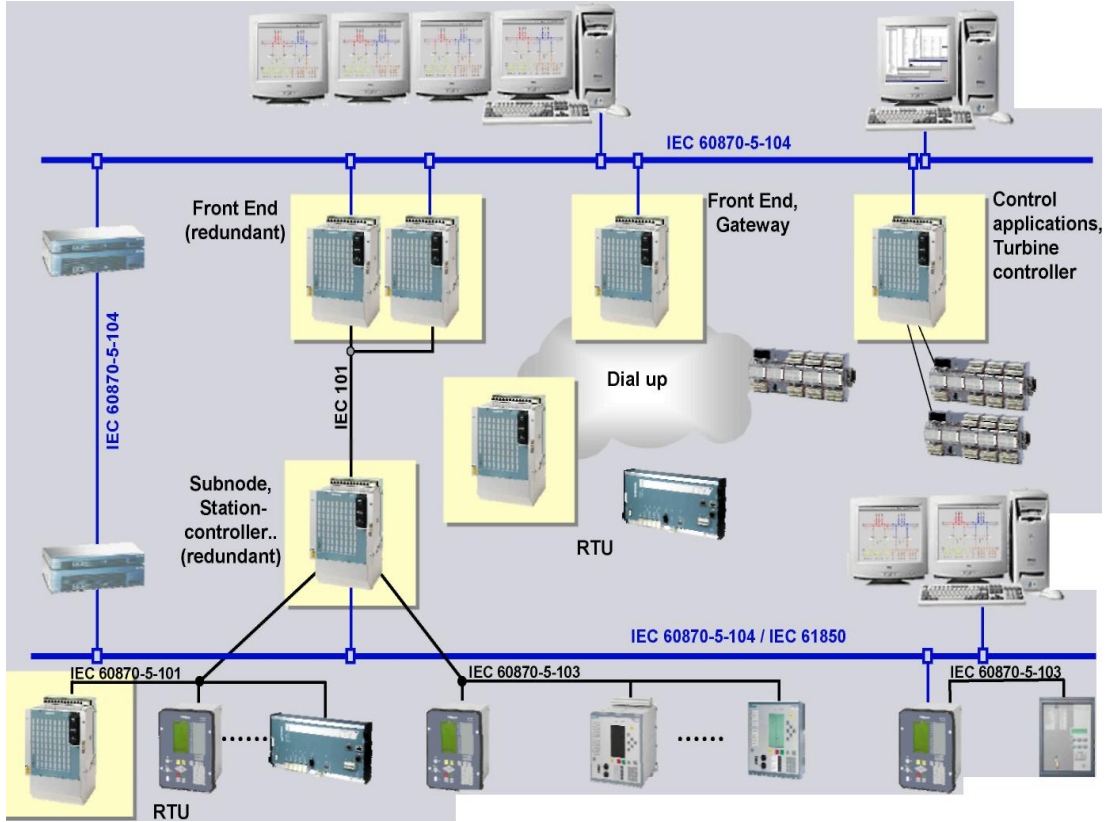 IEC 60870-5-104
Front End
(redundant)
Front End,
Gateway
Control
applications,
Turbine
controller
IEC 60870-5-104
IEC 101
Dial up
Subnode,
Station-
controller..
(redundant)
RTU
IEC 60870-5-104 / IEC 61850
IEC 60870-5-101
IEC 60870-5-103
IEC 60870-5-103
RTU